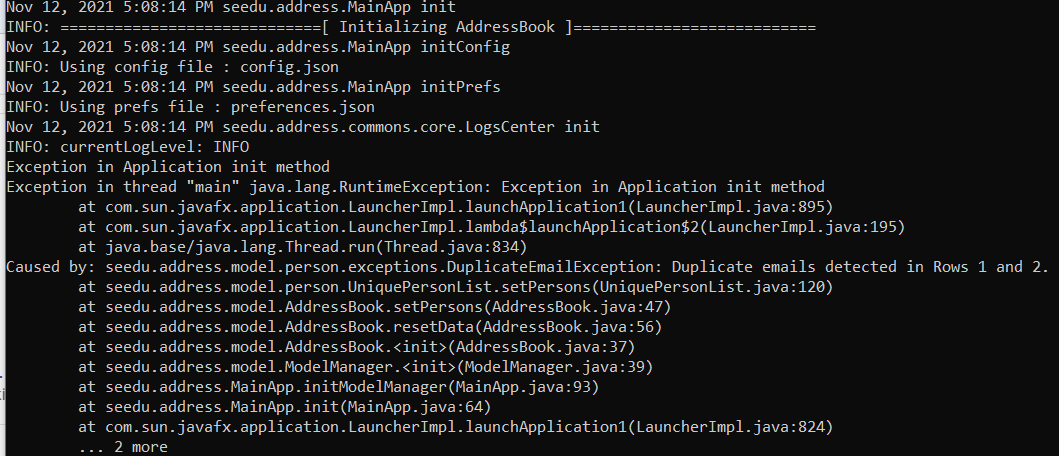 Nov 12, 2021 5:08:14 PM seedu.address.MainApp init
INFO: =============================[ Initializing AddressBook ]===========================
Nov 12, 2021 5:08:14 PM seedu.address.MainApp initConfig
INFO: Using config file : config.json
Nov 12, 2021 5:08:14 PM seedu.address.MainApp initPrefs
INFO: Using prefs file : preferences.json
Nov 12, 2021 5:08:14 PM seedu.address.commons.core.LogsCenter init
INFO: currentLogLevel: INFO
Exception in Application init method
Exception in thread "main" java.lang.RuntimeException: Exception in Application init method
at com.sun.javafx.application.LauncherImpl.launchApplication1(LauncherImpl.java:895)
at com.sun.javafx.application.LauncherImpl.lambda$launchApplication$2(LauncherImpl.java:195)
at java.base/java.lang.Thread.run(Thread.java:834)
Caused by: seedu.address.model.person.exceptions.DuplicateEmailException: Duplicate emails detected in Rows 1 and 2.
at seedu.address.model.person.UniquePersonList.setPersons(UniquePersonList.java:120)
at seedu.address.model.AddressBook.setPersons(AddressBook.java:47)
at seedu.address.model.AddressBook.resetData(AddressBook.java:56)
at seedu.address.model.AddressBook.<init>(AddressBook.java:37)
at seedu.address.model.ModelManager.<init>(ModelManager.java:39)
at seedu.address.MainApp.initModelManager(MainApp.java:93)
at seedu.address.MainApp.init(MainApp.java:64)
at com.sun.javafx.application.LauncherImpl.launchApplication1(LauncherImpl.java:824)
... 2 more